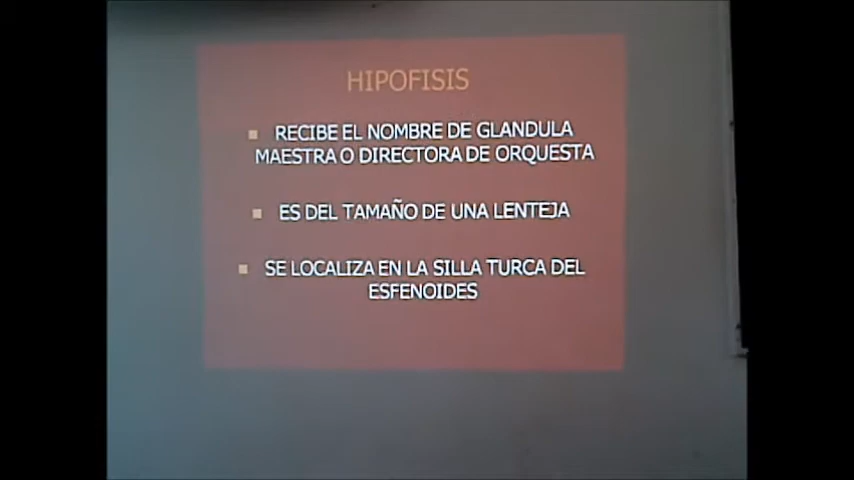 HIPOFISIS
RECIBE EL NOMBRE DE GLANDULA
MAESTRA O DIRECTORA DE ORQUESTA
ES DEL TAMAÑO DE UNA LENTEJA
SE LOCALIZA EN LA SILLA TURCA DEL
ESFENOIDES